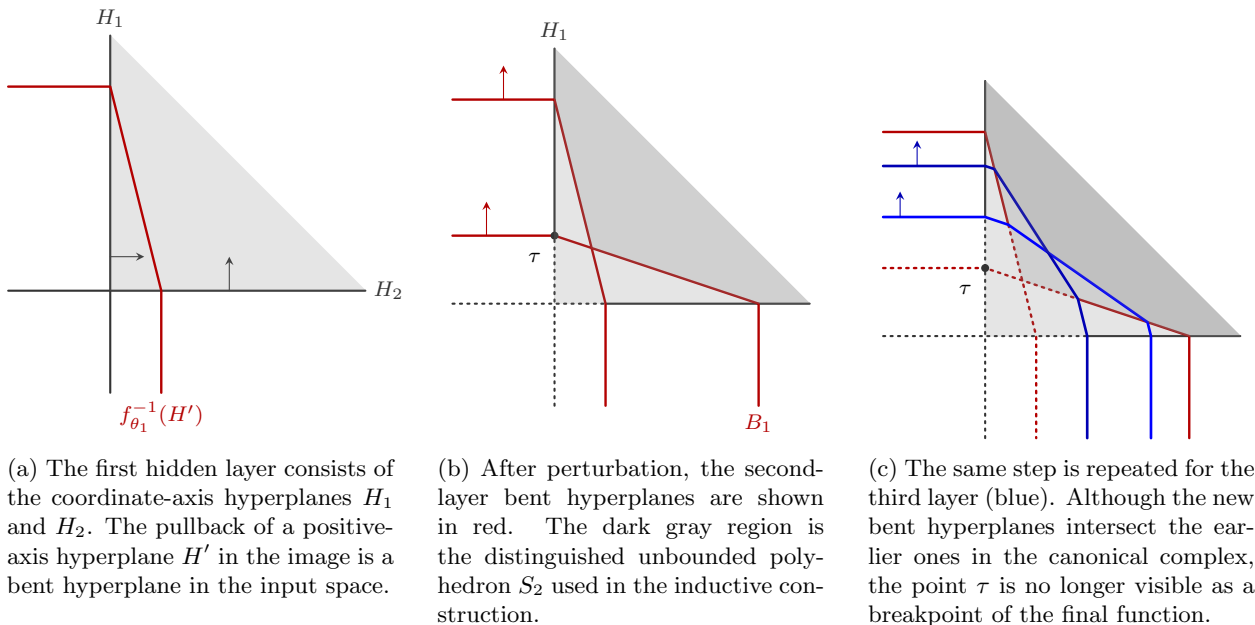 H₁
H₂
f_{θ₁}^{-1}(H′)
(a) The first hidden layer consists of
the coordinate-axis hyperplanes H₁
and H₂. The pullback of a positive-
axis hyperplane H′ in the image is a
bent hyperplane in the input space.
H₁
τ
B₁
(b) After perturbation, the second-
layer bent hyperplanes are shown
in red. The dark gray region is
the distinguished unbounded poly-
hedron S₂ used in the inductive con-
struction.
τ
(c) The same step is repeated for the
third layer (blue). Although the new
bent hyperplanes intersect the ear-
lier ones in the canonical complex,
the point τ is no longer visible as a
breakpoint of the final function.